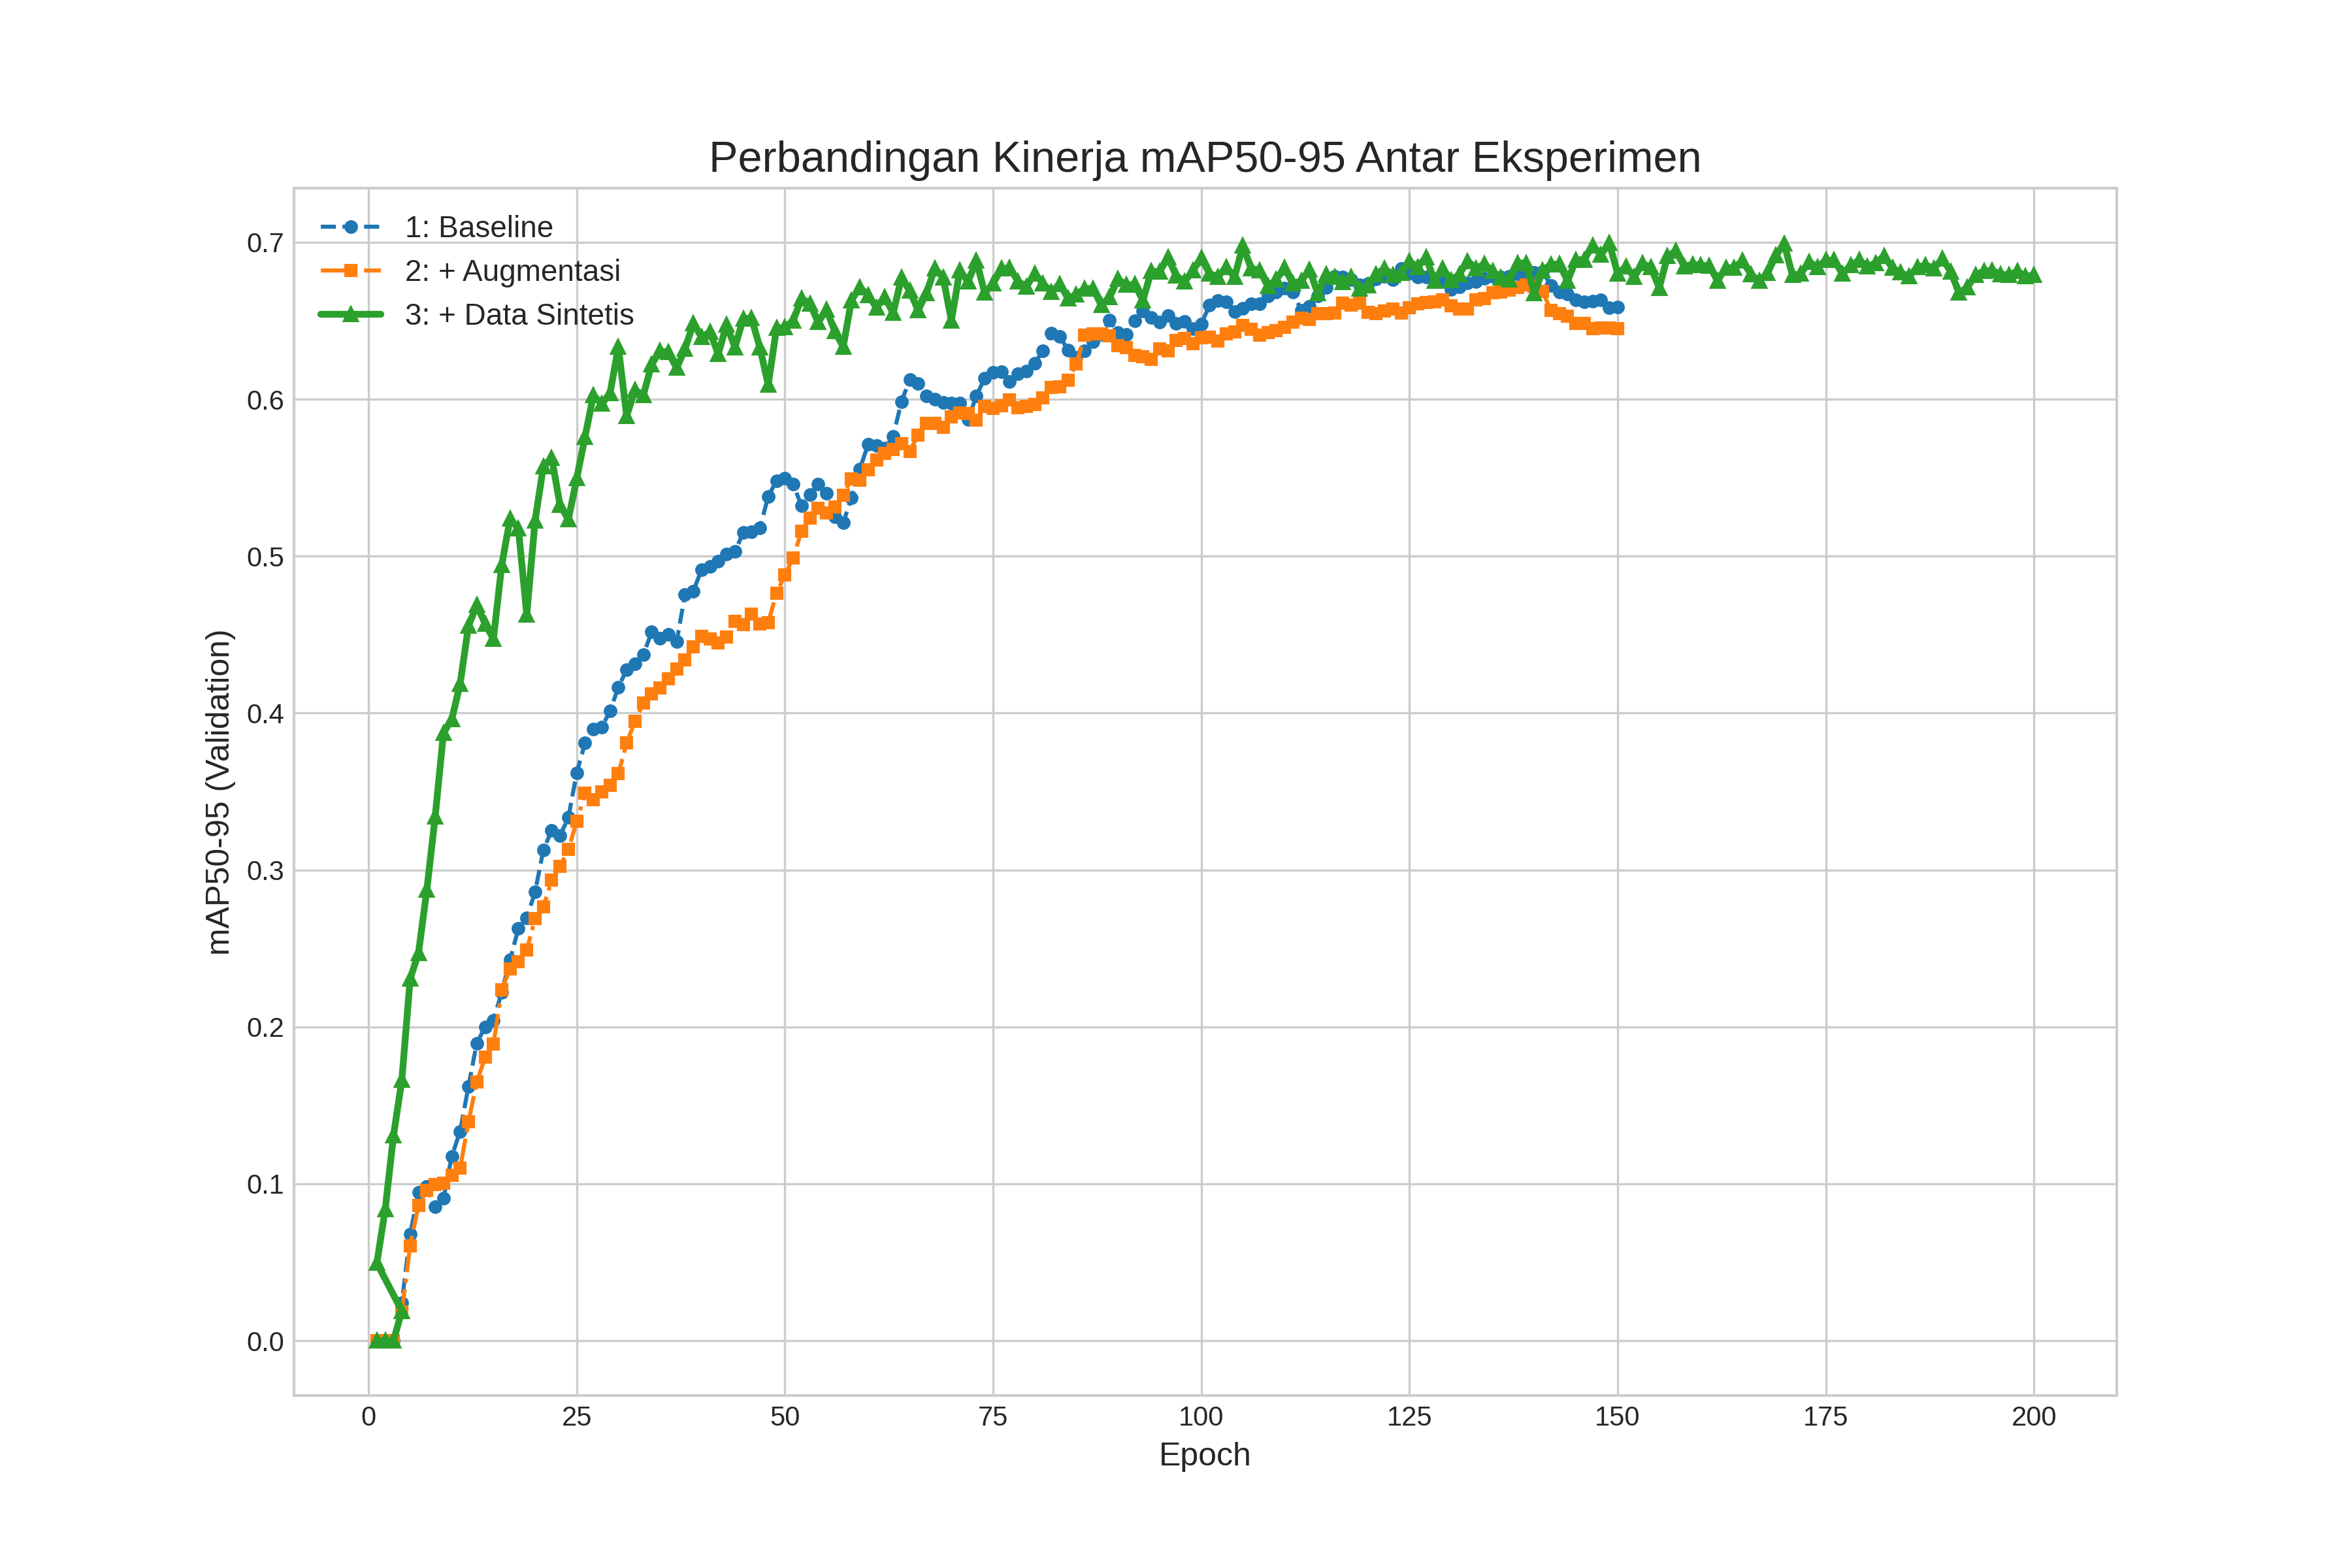 Perbandingan Kinerja mAP50-95 Antar Eksperimen
1: Baseline
2: + Augmentasi
3: + Data Sintetis
mAP50-95 (Validation)
0.7
0.6
0.5
0.4
0.3
0.2
0.1
0.0
0 25 50 75 100 125 150 175 200
Epoch